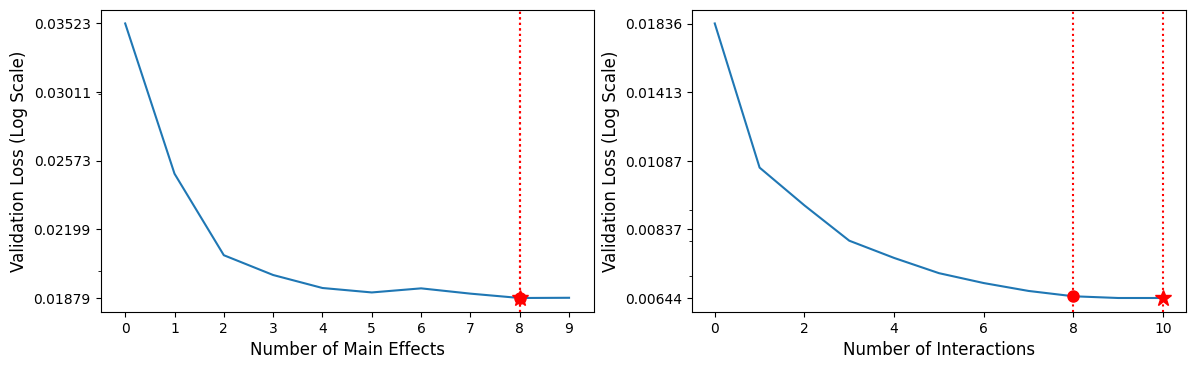 Validation Loss (Log Scale)
0.03523
0.03011
0.02573
0.02199
0.01879
0 1 2 3 4 5 6 7 8 9
Number of Main Effects
Validation Loss (Log Scale)
0.01836
0.01413
0.01087
0.00837
0.00644
0 2 4 6 8 10
Number of Interactions